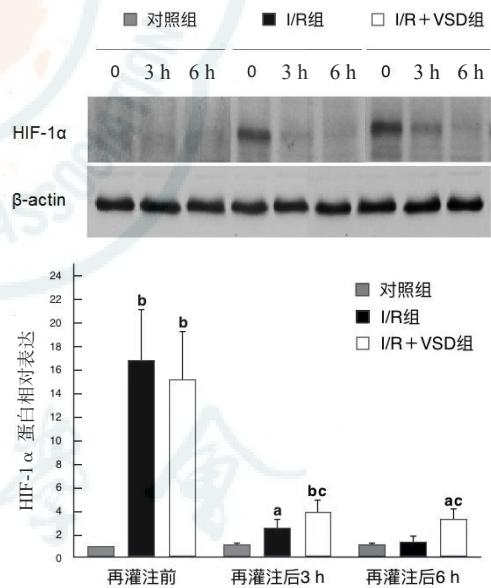 对照组 I/R组 I/R+VSD组
0 3 h 6 h 0 3 h 6 h 0 3 h 6 h
HIF-1α
β-actin
HIF-1α 蛋白相对表达
24
22
20
18
16
14
12
10
8
6
4
2
0
对照组
I/R组
I/R+VSD组
b b
a bc
ac
再灌注前 再灌注后3 h 再灌注后6 h
SSOCIATION